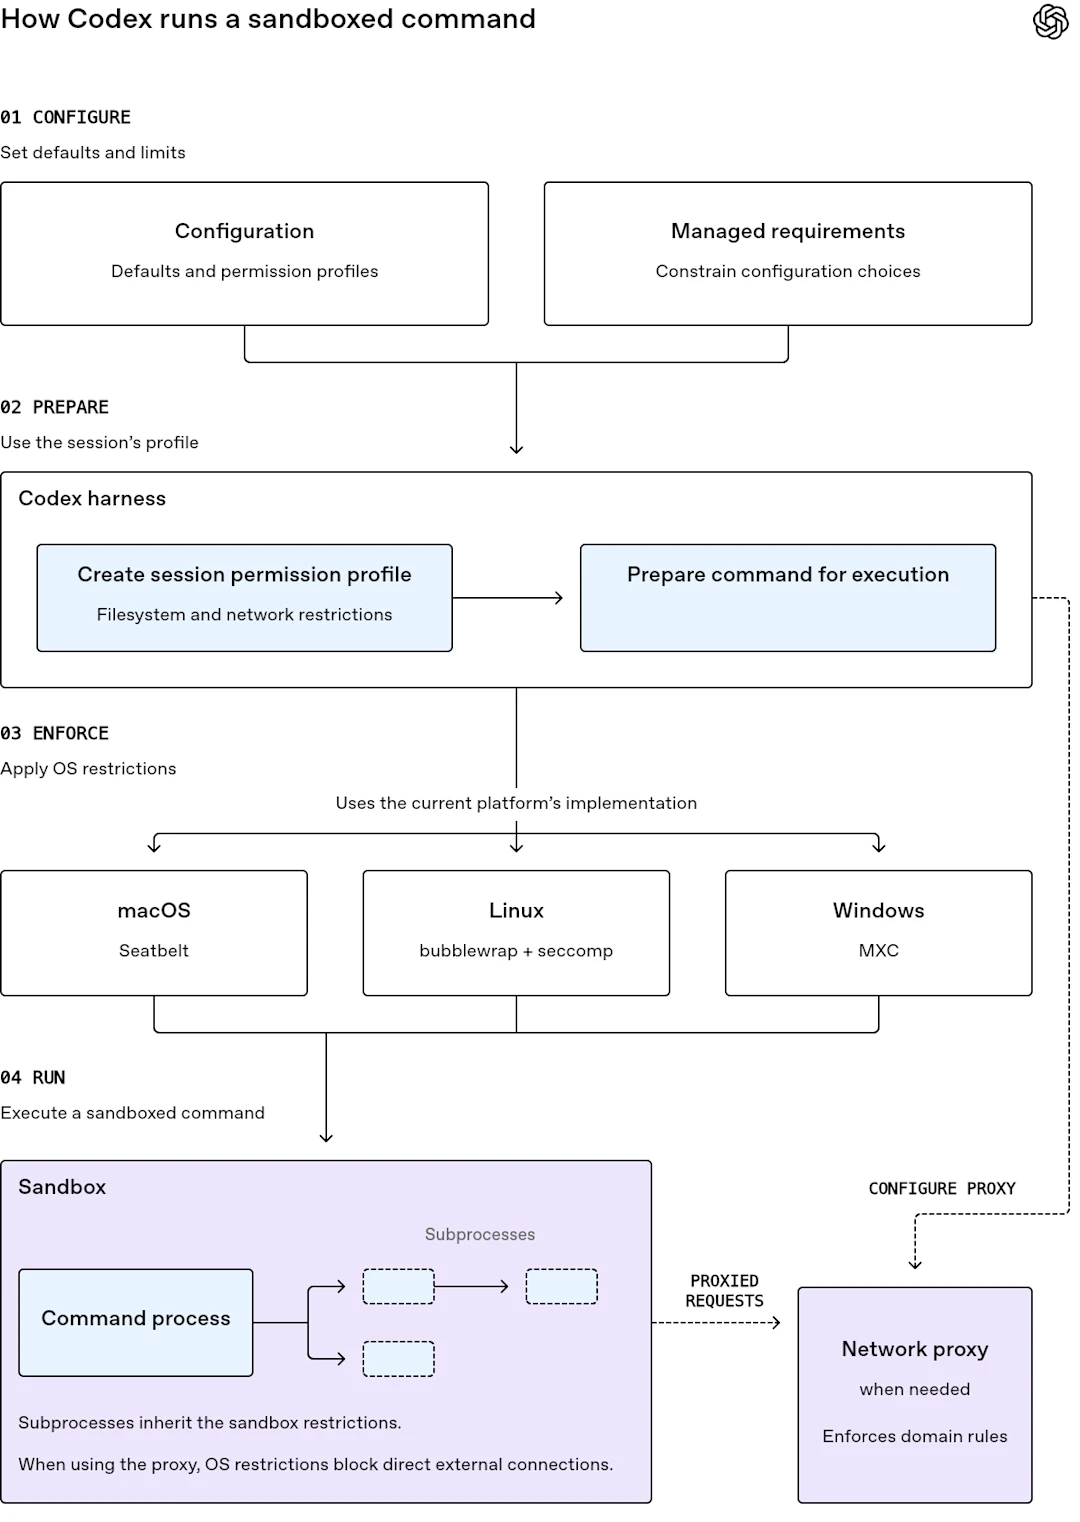 How Codex runs a sandboxed command
01 CONFIGURE
Set defaults and limits
Configuration
Defaults and permission profiles
Managed requirements
Constrain configuration choices
02 PREPARE
Use the session’s profile
Codex harness
Create session permission profile
Filesystem and network restrictions
Prepare command for execution
03 ENFORCE
Apply OS restrictions
Uses the current platform’s implementation
macOS
Seatbelt
Linux
bubblewrap + seccomp
Windows
MXC
04 RUN
Execute a sandboxed command
Sandbox
Subprocesses
Command process
Subprocesses inherit the sandbox restrictions.
When using the proxy, OS restrictions block direct external connections.
PROXIED
REQUESTS
CONFIGURE PROXY
Network proxy
when needed
Enforces domain rules